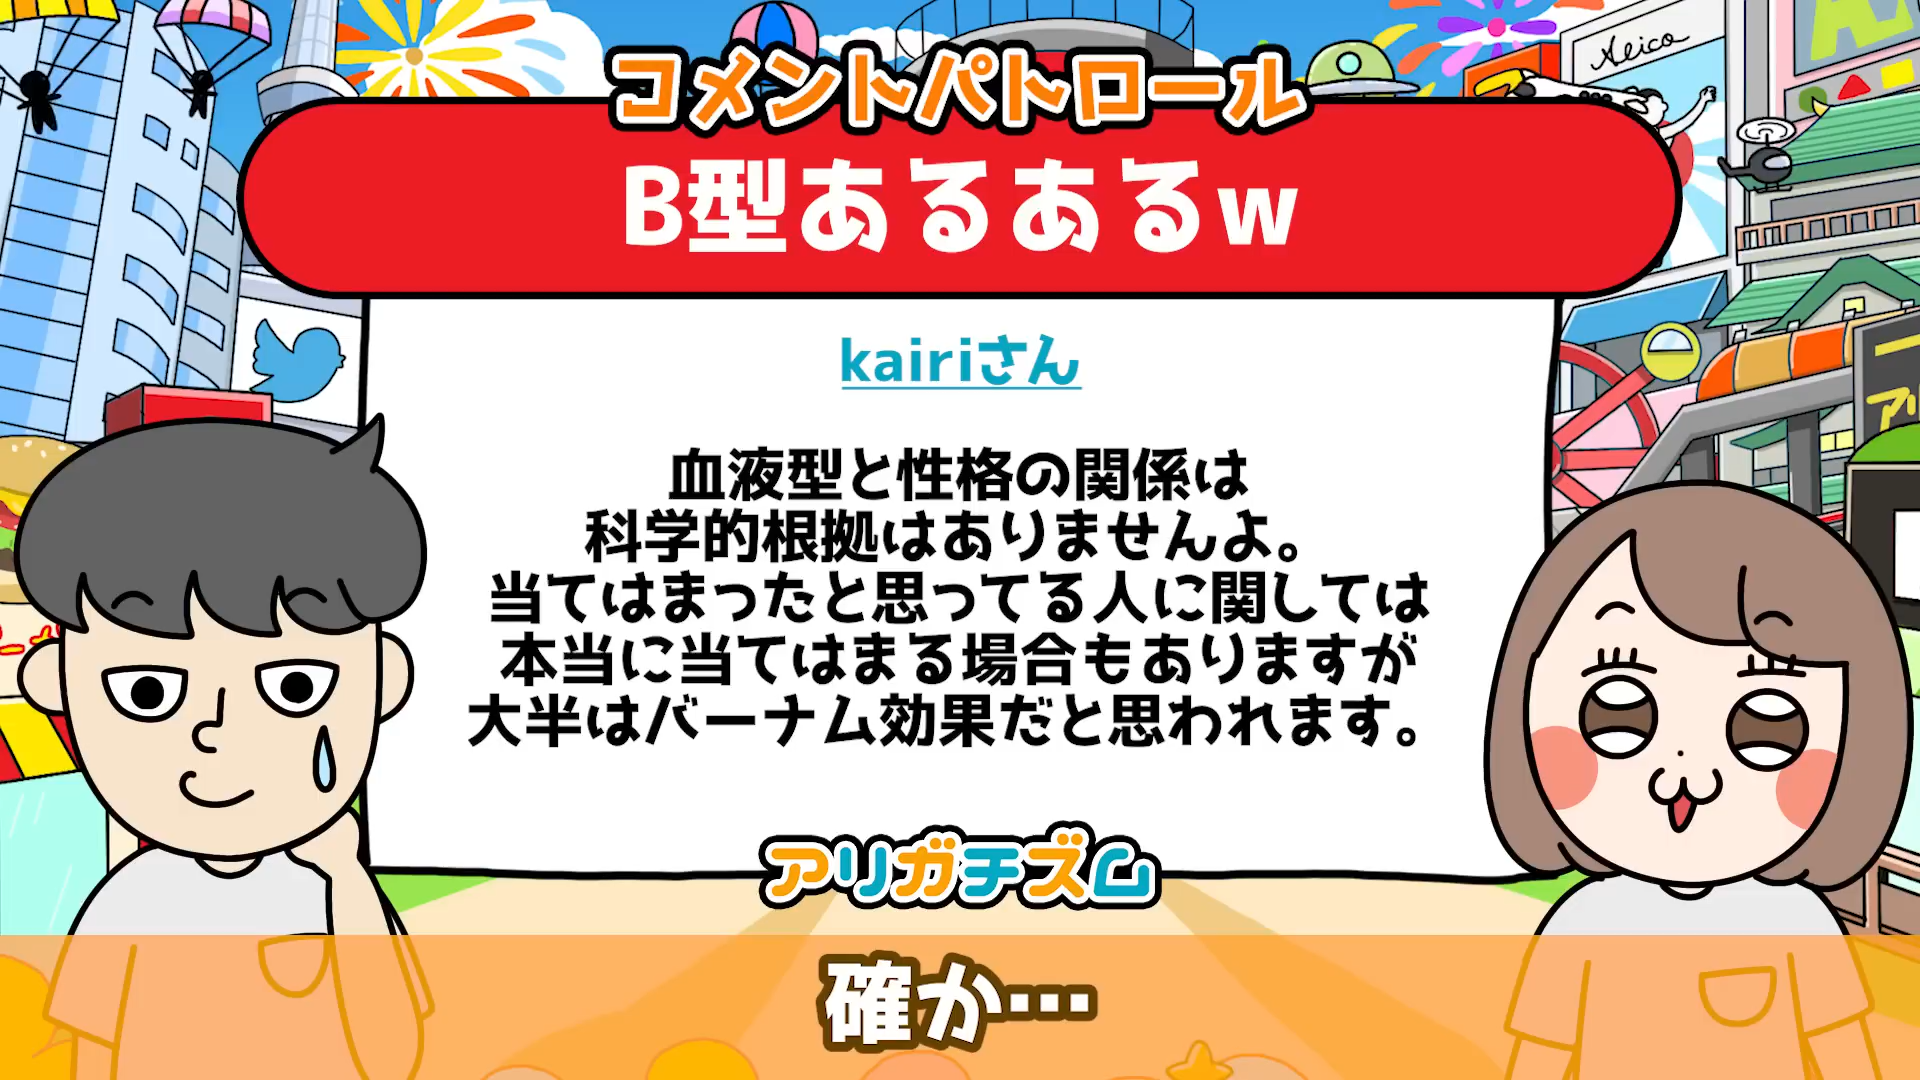 Aeica
コメントパトロール
B型あるあるw
kairiさん
血液型と性格の関係は
科学的根拠はありませんよ。
当てはまったと思ってる人に関しては
本当に当てはまる場合もありますが
大半はバーナム効果だと思われます。
アリガチズム
確か…